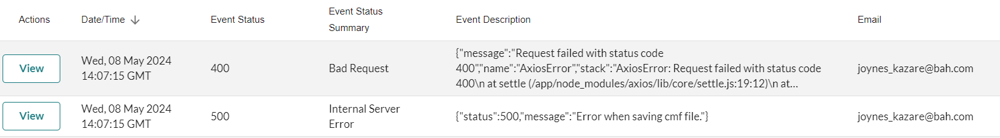 Actions
Date/Time
Event Status
Event Status
Summary
Event Description
Email
View
Wed, 08 May 2024
14:07:15 GMT
400
Bad Request
{"message":"Request failed with status code
400","name":"AxiosError","stack":"AxiosError: Request failed with status code
400\n at settle (/app/node_modules/axios/lib/core/settle.js:19:12)\n at...
joynes_kazare@bah.com
View
Wed, 08 May 2024
14:07:15 GMT
500
Internal Server
Error
{"status":500,"message":"Error when saving cmf file."}
joynes_kazare@bah.com